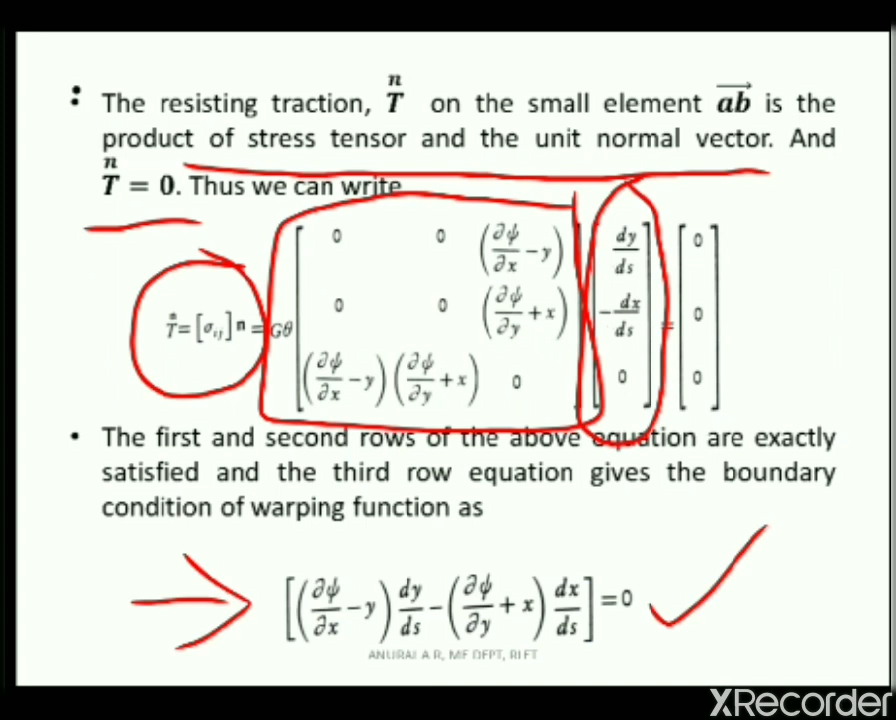 n
: The resisting traction, T on the small element ab is the
product of stress tensor and the unit normal vector. And
n
T = 0. Thus we can write
0 0 (∂ψ/∂x − y) dy/ds 0
0 0 (∂ψ/∂y + x) −dx/ds 0
n
T = [σij] n = Gθ =
(∂ψ/∂x − y) (∂ψ/∂y + x) 0 0 0
• The first and second rows of the above equation are exactly
satisfied and the third row equation gives the boundary
condition of warping function as
[(∂ψ/∂x − y) dy/ds − (∂ψ/∂y + x) dx/ds] = 0
XRecorder